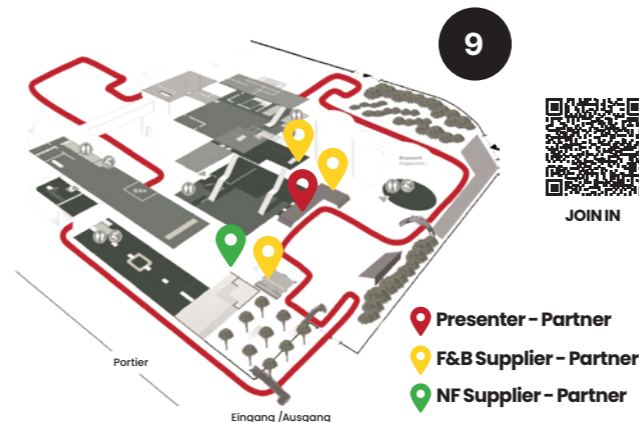 9
JOIN IN
Presenter – Partner
F&B Supplier – Partner
NF Supplier – Partner
Portier
Eingang /Ausgang